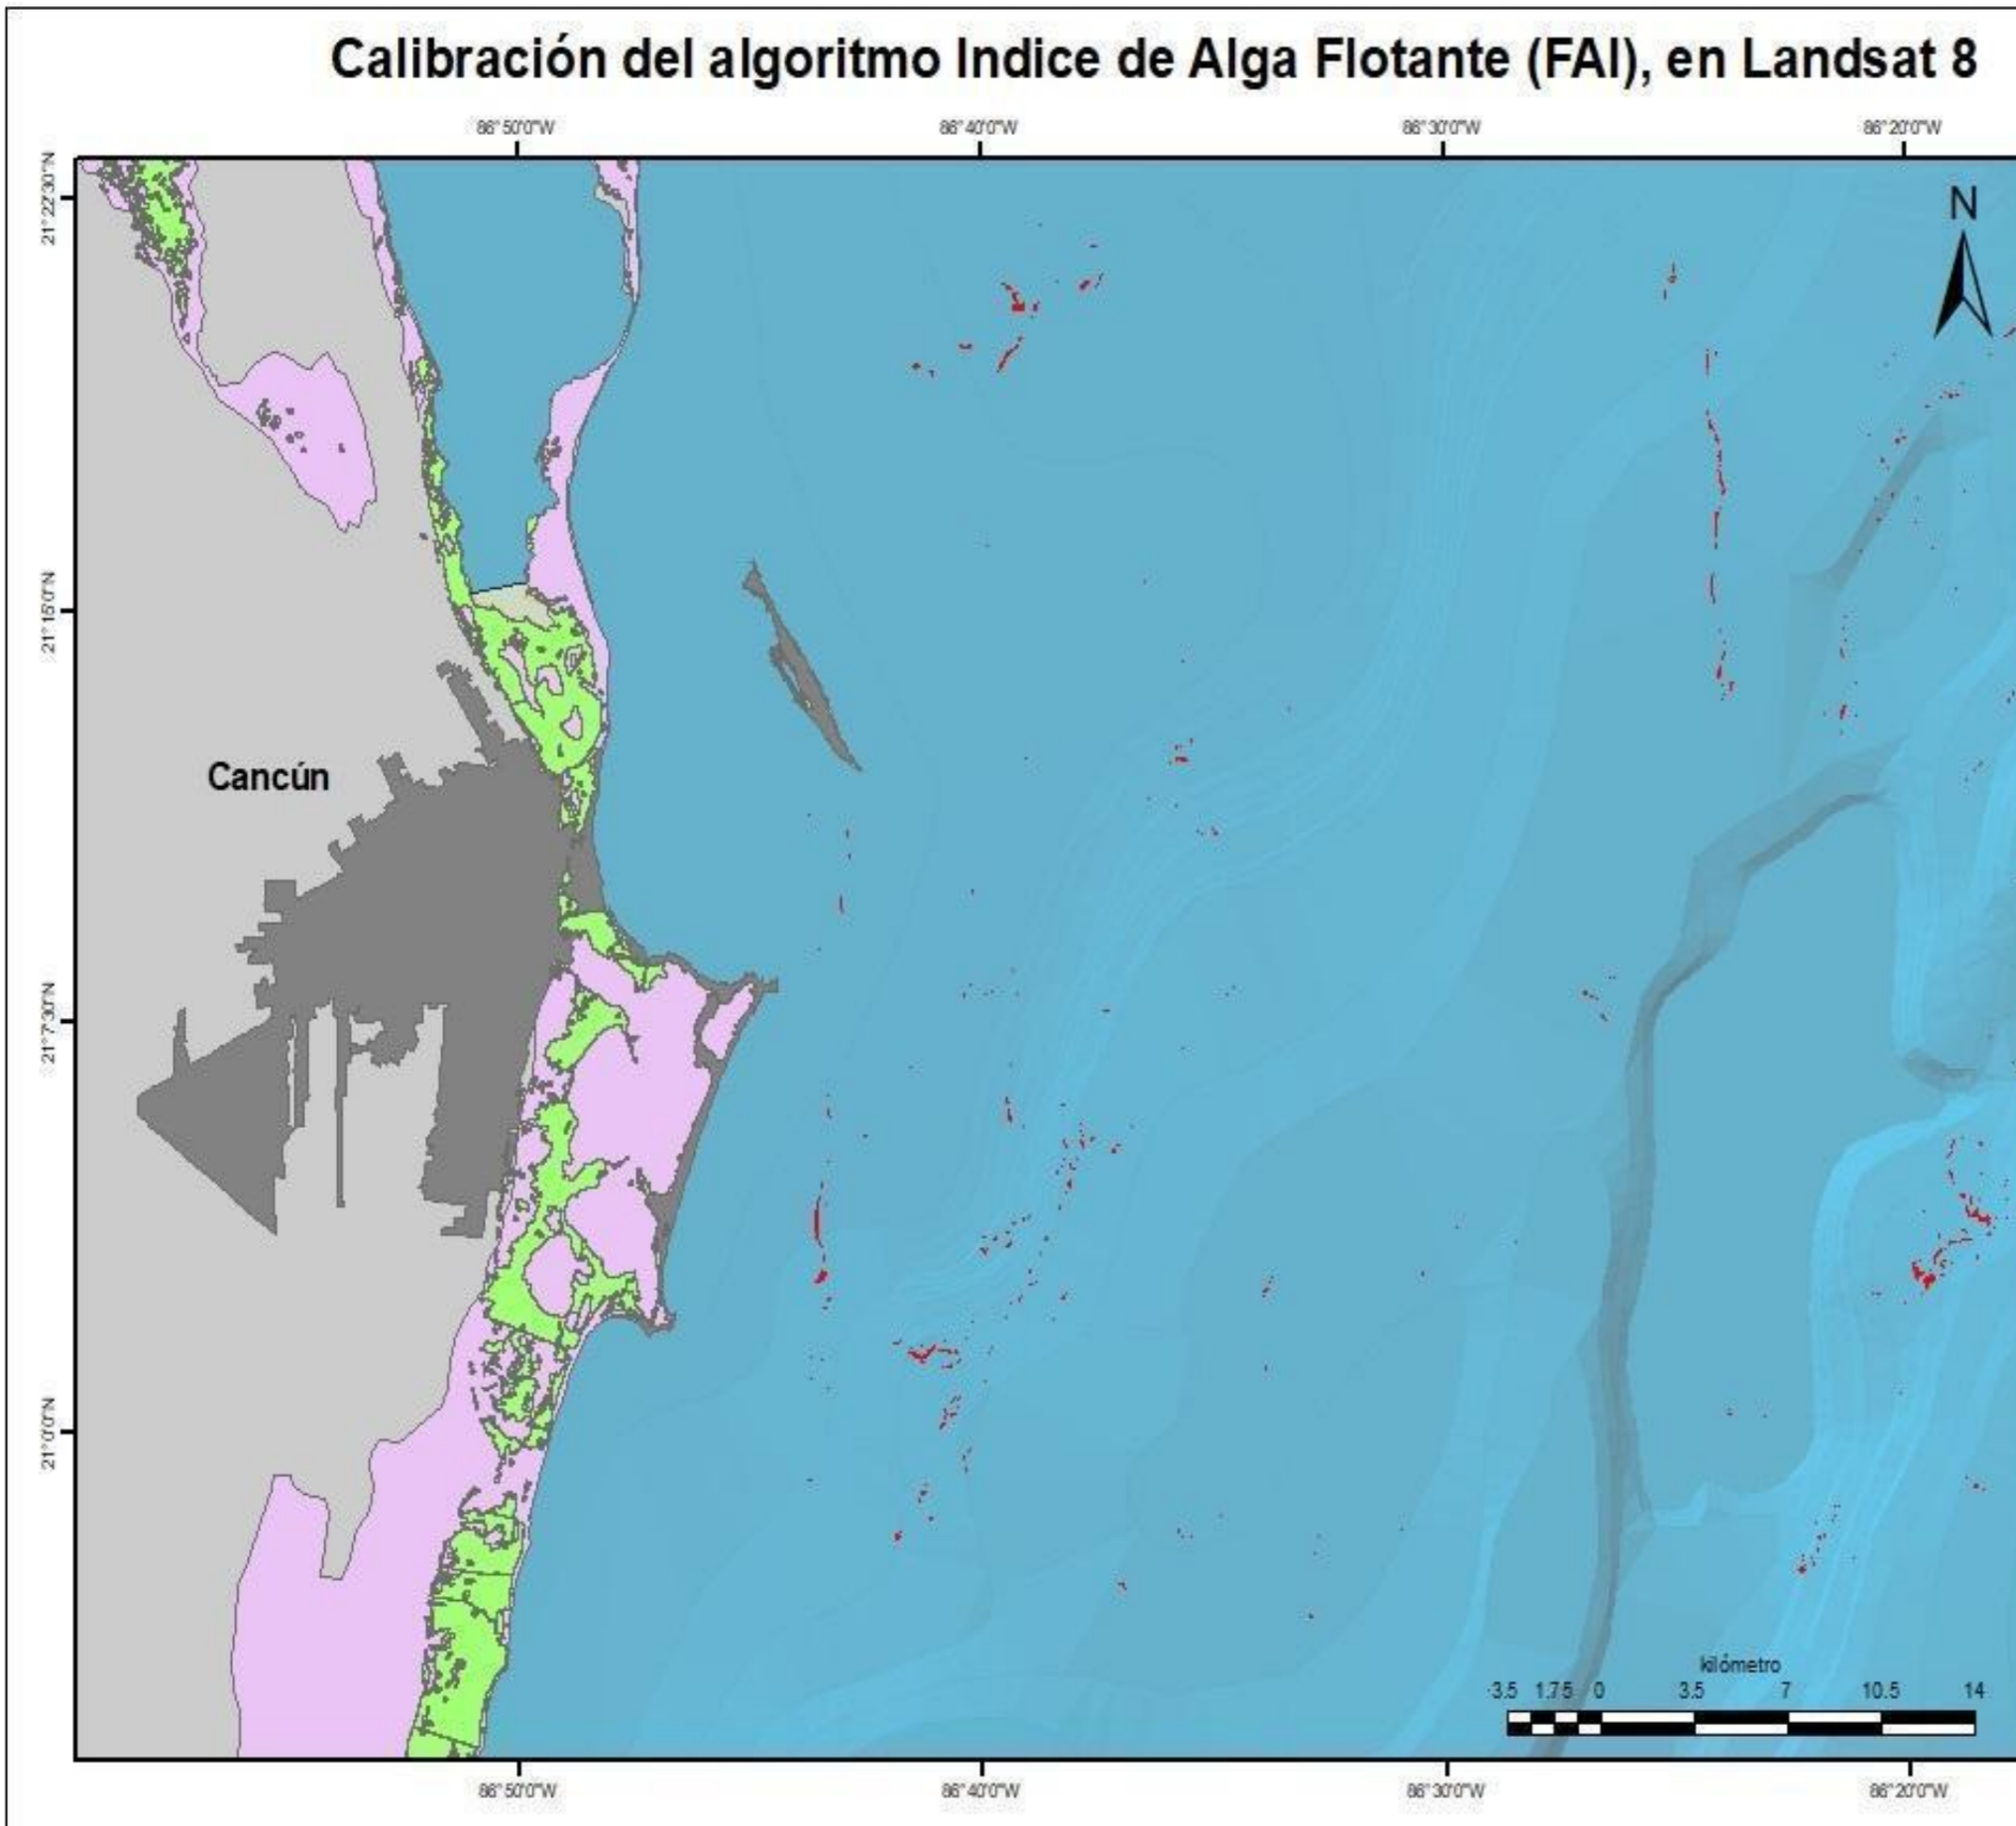 Calibración del algoritmo Indice de Alga Flotante (FAI), en Landsat 8
86°50'0"W 86°40'0"W 86°30'0"W 86°20'0"W
21°22'30"N
N
21°15'0"N
Cancún
21°7'30"N
21°0'0"N
kilómetro
-3.5 1.75 0 3.5 7 10.5 14
86°50'0"W 86°40'0"W 86°30'0"W 86°20'0"W